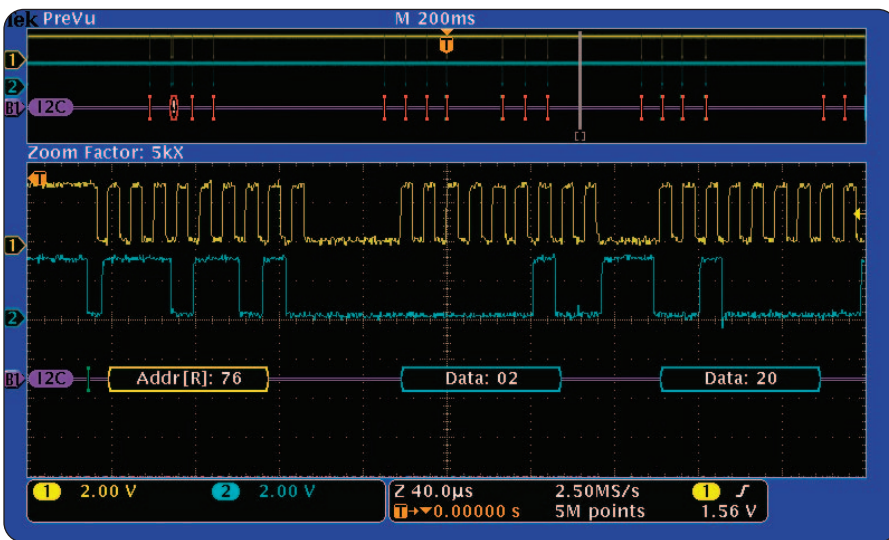 Tek PreVu M 200ms
T
1
2
B1 I2C
[]
Zoom Factor: 5kX
T
1
2
B1 I2C Addr[R]: 76 Data: 02 Data: 20
1 2.00 V 2 2.00 V Z 40.0µs 2.50MS/s 1
T→▼0.00000 s 5M points 1.56 V